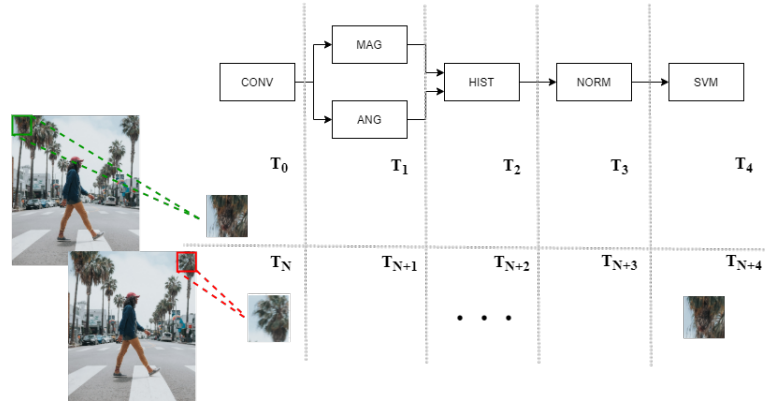 MAG
CONV
HIST
NORM
SVM
ANG
T0 T1 T2 T3 T4
TN TN+1 TN+2 TN+3 TN+4
. . .